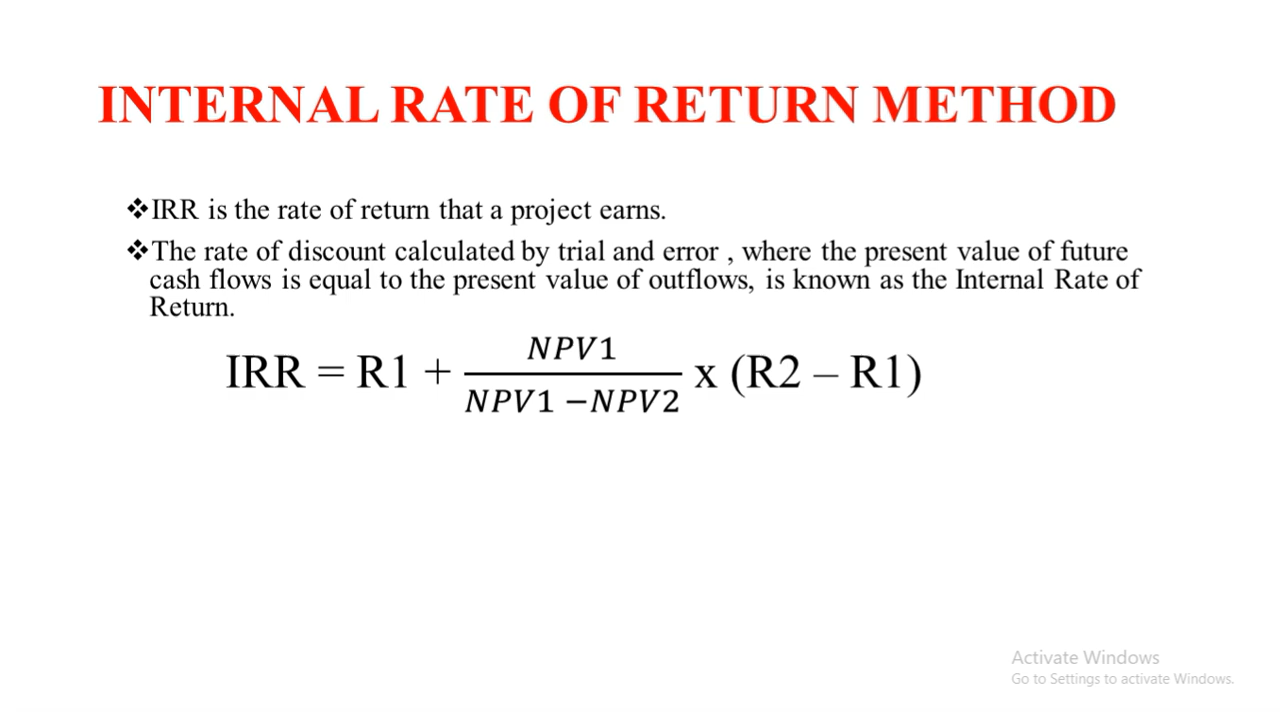 INTERNAL RATE OF RETURN METHOD
❖IRR is the rate of return that a project earns.
❖The rate of discount calculated by trial and error , where the present value of future
cash flows is equal to the present value of outflows, is known as the Internal Rate of
Return.
IRR = R1 + NPV1 / NPV1 −NPV2 x (R2 – R1)
Activate Windows
Go to Settings to activate Windows.